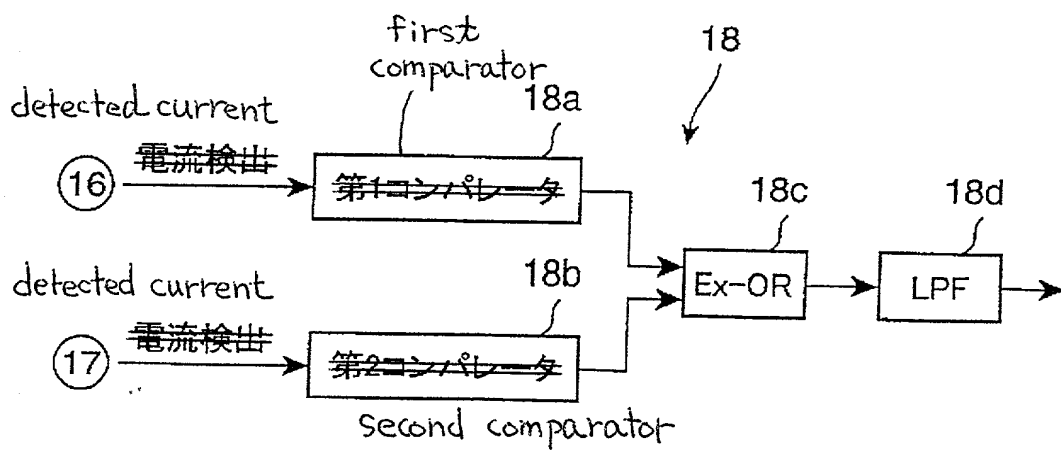 first
comparator
18
detected current
18a
電流検出
16
第1コンパレータ
18c
18d
detected current
18b
Ex-OR
LPF
電流検出
17
第2コンパレータ
second comparator